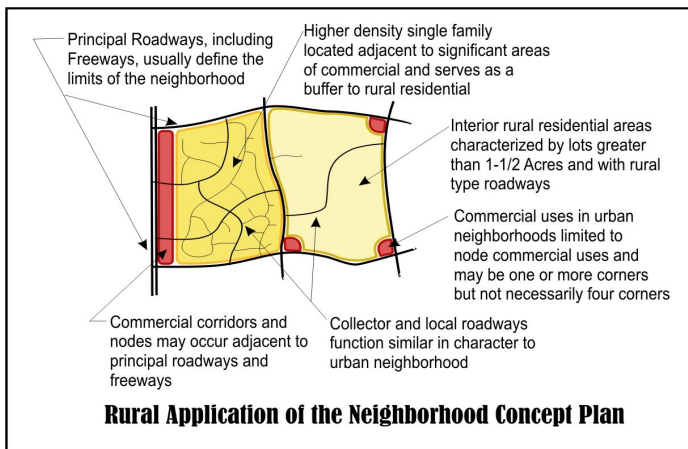 Principal Roadways, including
Freeways, usually define the
limits of the neighborhood
Higher density single family
located adjacent to significant areas
of commercial and serves as a
buffer to rural residential
Interior rural residential areas
characterized by lots greater
than 1-1/2 Acres and with rural
type roadways
Commercial uses in urban
neighborhoods limited to
node commercial uses and
may be one or more corners
but not necessarily four corners
Commercial corridors and
nodes may occur adjacent to
principal roadways and
freeways
Collector and local roadways
function similar in character to
urban neighborhood
Rural Application of the Neighborhood Concept Plan